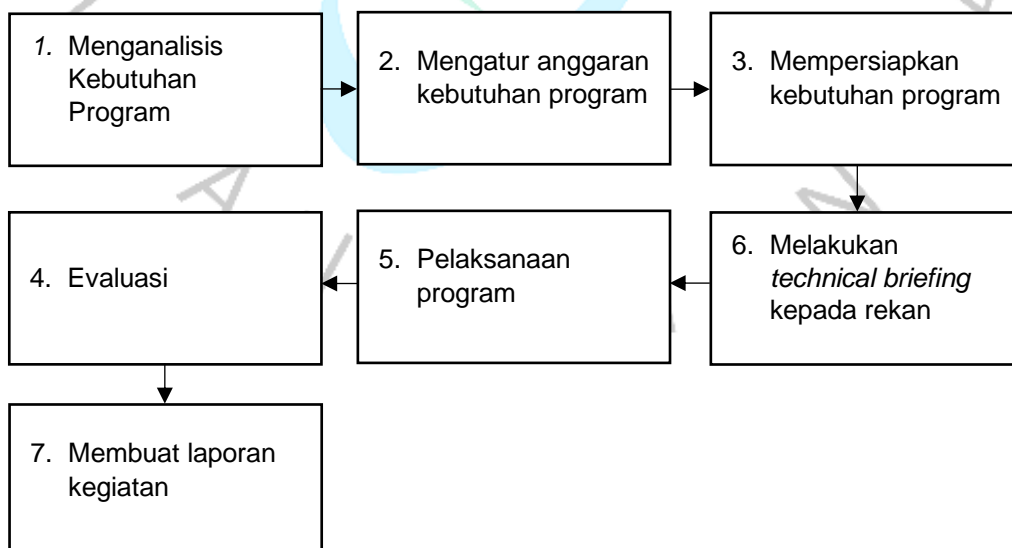 1. Menganalisis
Kebutuhan
Program
2. Mengatur anggaran
kebutuhan program
3. Mempersiapkan
kebutuhan program
4. Evaluasi
5. Pelaksanaan
program
6. Melakukan
technical briefing
kepada rekan
7. Membuat laporan
kegiatan